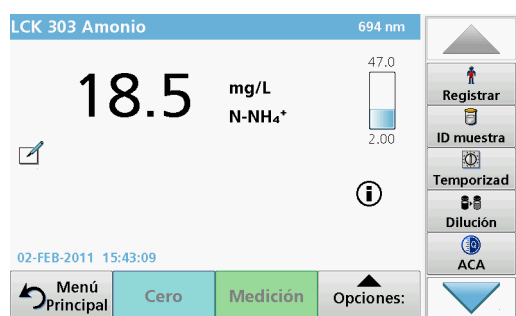 LCK 303 Amonio
694 nm
18.5
mg/L
N-NH₄⁺
47.0
2.00
02-FEB-2011 15:43:09
Menú
Principal
Cero
Medición
Opciones:
Registrar
ID muestra
Temporizad
Dilución
ACA